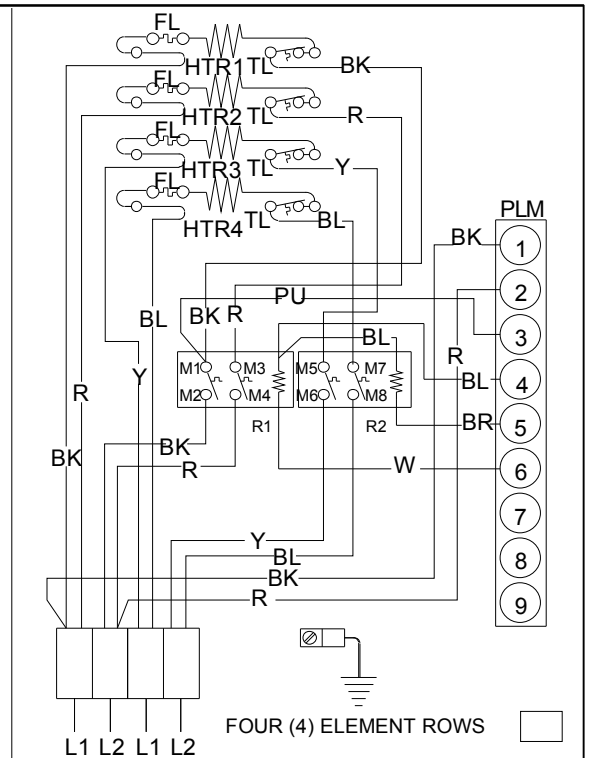 FL
HTR1 TL BK
FL
HTR2 TL R
FL
HTR3 TL Y
FL
HTR4 TL BL
PLM
BK 1
2
PU 3
BK R
BL
R
BL 4
BR 5
W 6
7
8
9
M1 M3 M5 M7
M2 M4 M6 M8
R1 R2
BL
Y
R
BK
BK
R
Y
BL
BK
R
FOUR (4) ELEMENT ROWS
L1 L2 L1 L2